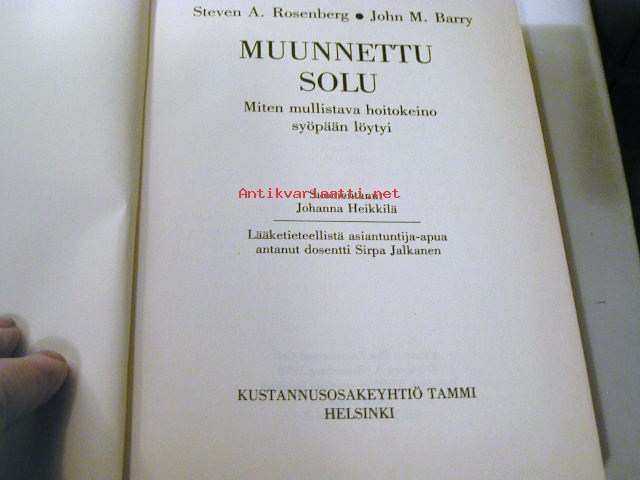 Steven A. Rosenberg • John M. Barry
MUUNNETTU
SOLU
Miten mullistava hoitokeino
syöpään löytyi
Antikvariaatti.net
Johanna Heikkilä
Lääketieteellistä asiantuntija-apua
antanut dosentti Sirpa Jalkanen
KUSTANNUSOSAKEYHTIÖ TAMMI
HELSINKI